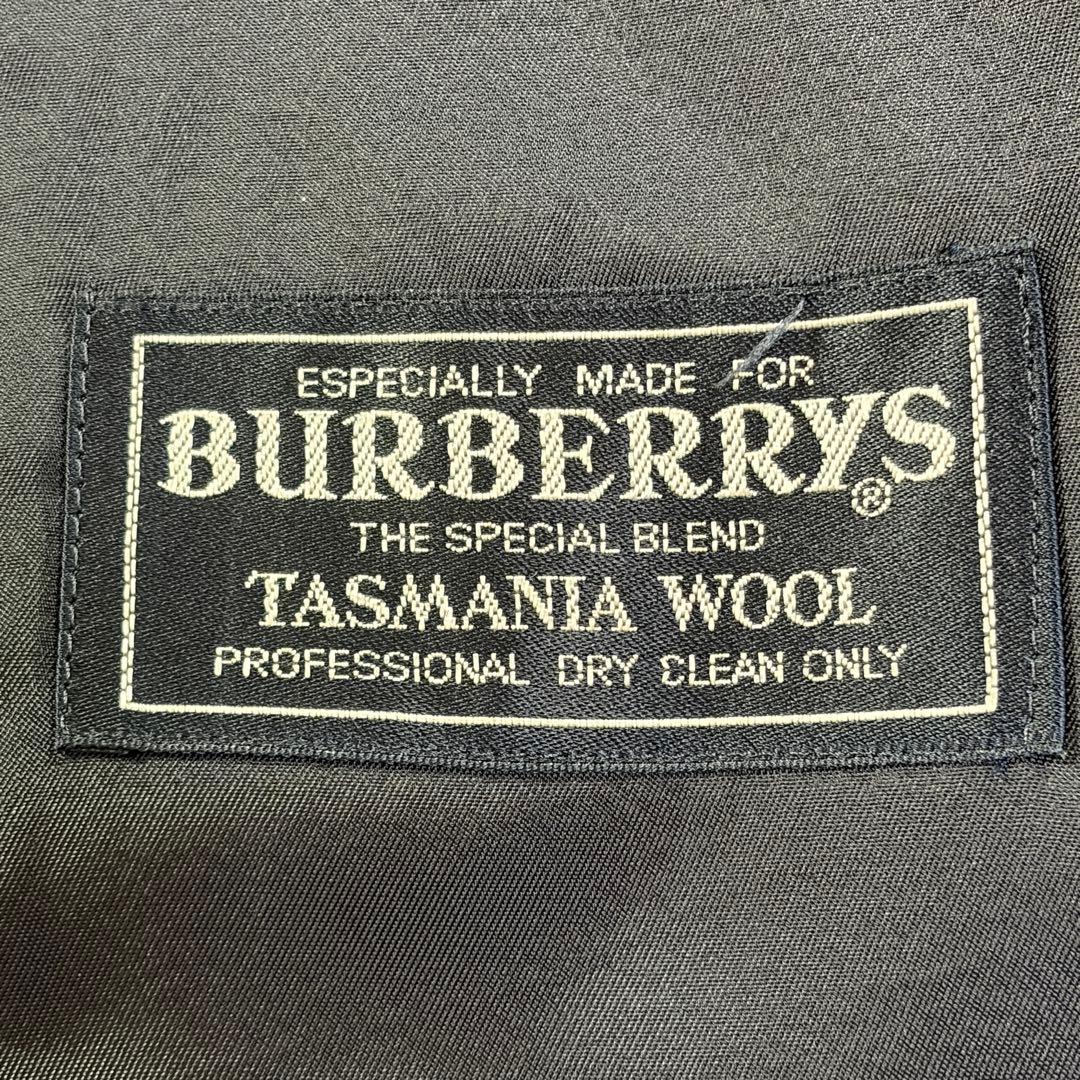 ESPECIALLY MADE FOR
BURBERRYS®
THE SPECIAL BLEND
TASMANIA WOOL
PROFESSIONAL DRY CLEAN ONLY